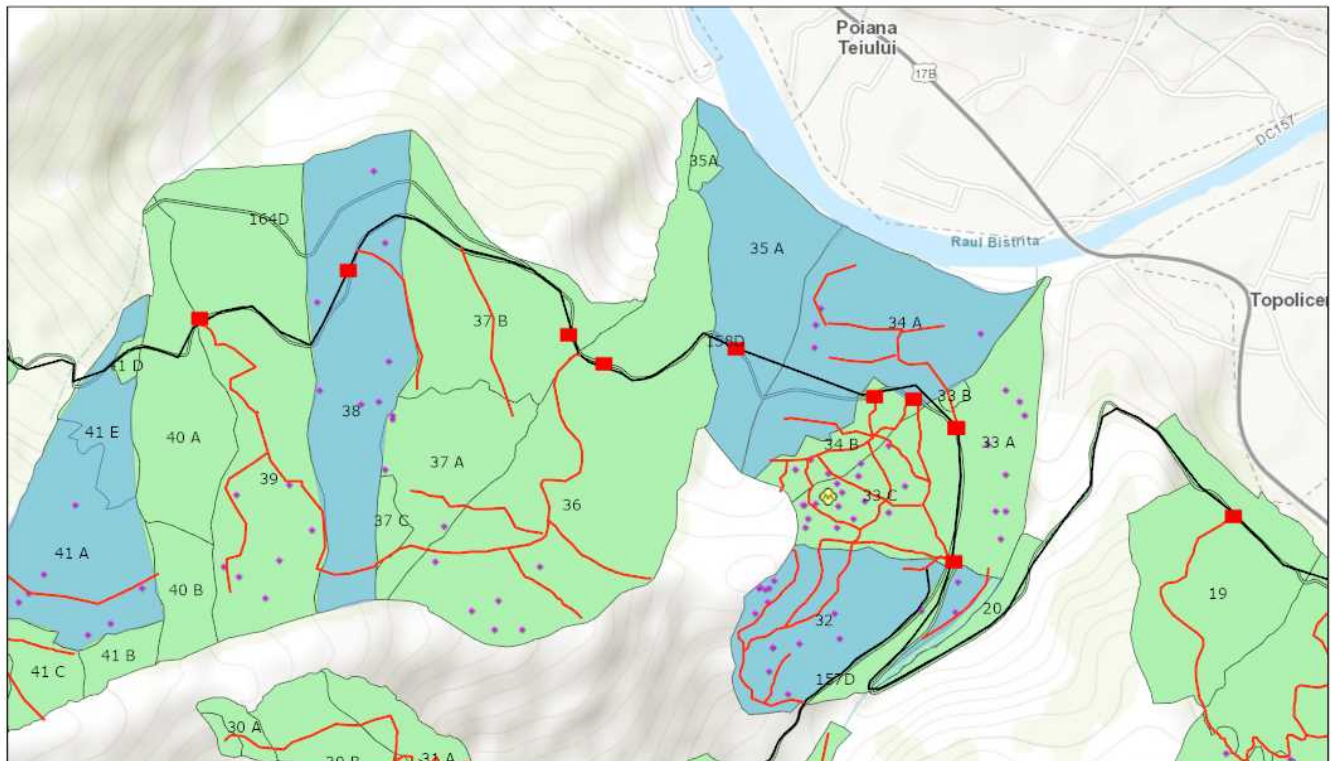 Poiana
Teiului
17B
DC157
35A
164D
35 A
Raul Bistrita
Topolicen
34 A
37 B
158D
41 D
33 B
38
41 E
40 A
34 B
33 A
37 A
39
36
33 C
37 C
41 A
40 B
19
20
32
41 B
41 C
157D
30 A
31 A